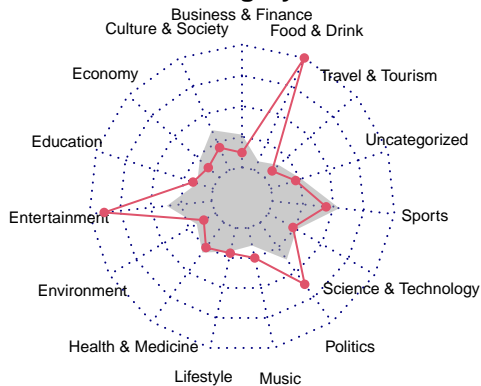 Business & Finance
Culture & Society
Food & Drink
Economy
Travel & Tourism
Education
Uncategorized
Entertainment
Sports
Environment
Science & Technology
Health & Medicine
Politics
Lifestyle
Music